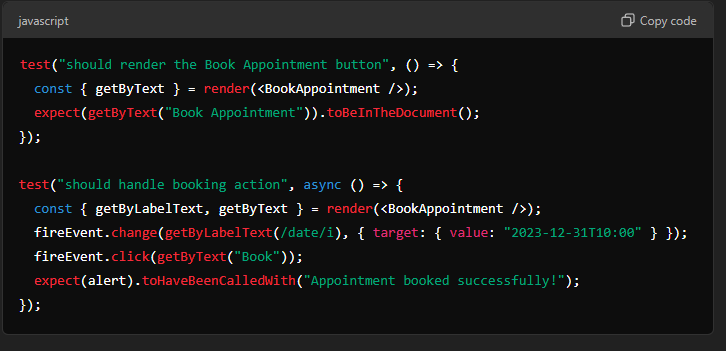 javascript
Copy code
test("should render the Book Appointment button", () => {
  const { getByText } = render(<BookAppointment />);
  expect(getByText("Book Appointment")).toBeInTheDocument();
});

test("should handle booking action", async () => {
  const { getByLabelText, getByText } = render(<BookAppointment />);
  fireEvent.change(getByLabelText(/date/i), { target: { value: "2023-12-31T10:00" } });
  fireEvent.click(getByText("Book"));
  expect(alert).toHaveBeenCalledWith("Appointment booked successfully!");
});